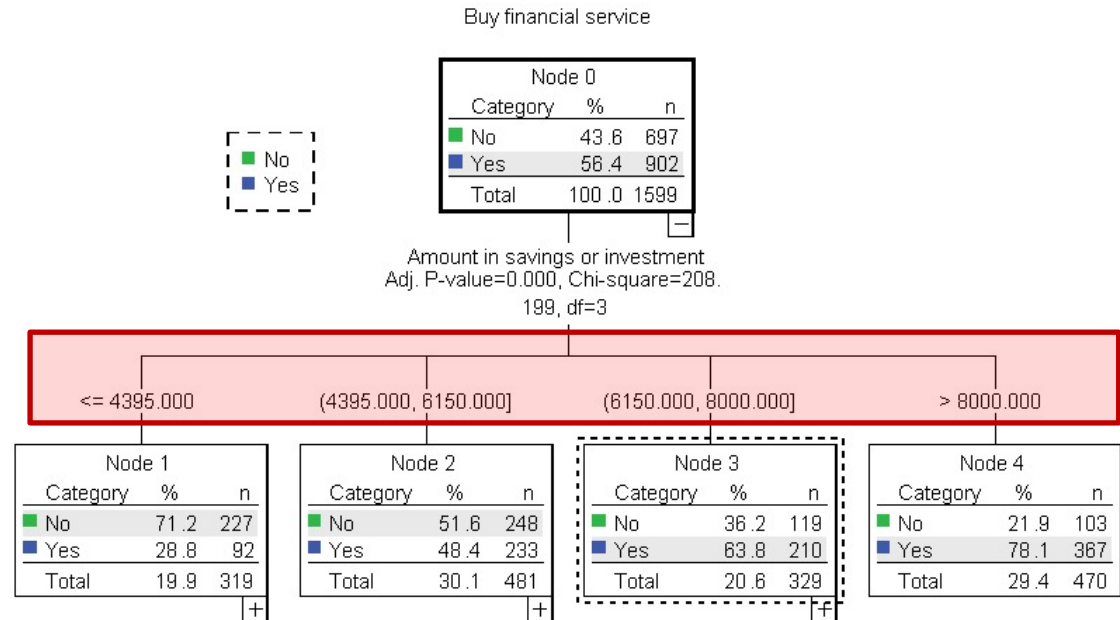 Buy financial service
Node 0
Category % n
No 43.6 697
Yes 56.4 902
Total 100.0 1599
No
Yes
Amount in savings or investment
Adj. P-value=0.000, Chi-square=208.
199, df=3
<= 4395.000 (4395.000, 6150.000] (6150.000, 8000.000] > 8000.000
Node 1
Category % n
No 71.2 227
Yes 28.8 92
Total 19.9 319
Node 2
Category % n
No 51.6 248
Yes 48.4 233
Total 30.1 481
Node 3
Category % n
No 36.2 119
Yes 63.8 210
Total 20.6 329
Node 4
Category % n
No 21.9 103
Yes 78.1 367
Total 29.4 470